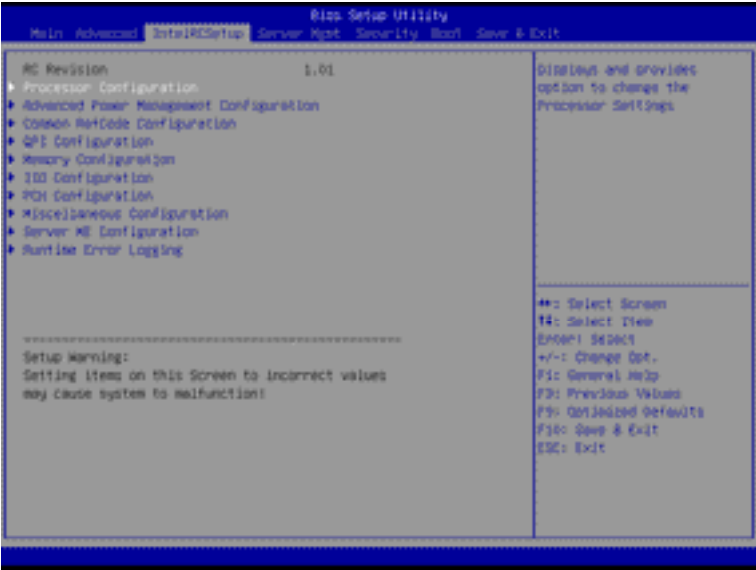 Bios Setup Utility
Main Advanced IntelRCSetup Server Mgmt Security Boot Save & Exit
RC Revision 1.01
Processor Configuration
Advanced Power Management Configuration
Common RefCode Configuration
QPI Configuration
Memory Configuration
IIO Configuration
PCH Configuration
Miscellaneous Configuration
Server ME Configuration
Runtime Error Logging
------------------------------------------------------
Setup Warning:
Setting items on this Screen to incorrect values
may cause system to malfunction!
Displays and provides
option to change the
Processor Settings
→←: Select Screen
↑↓: Select Item
Enter: Select
+/-: Change Opt.
F1: General Help
F3: Previous Values
F9: Optimized Defaults
F10: Save & Exit
ESC: Exit